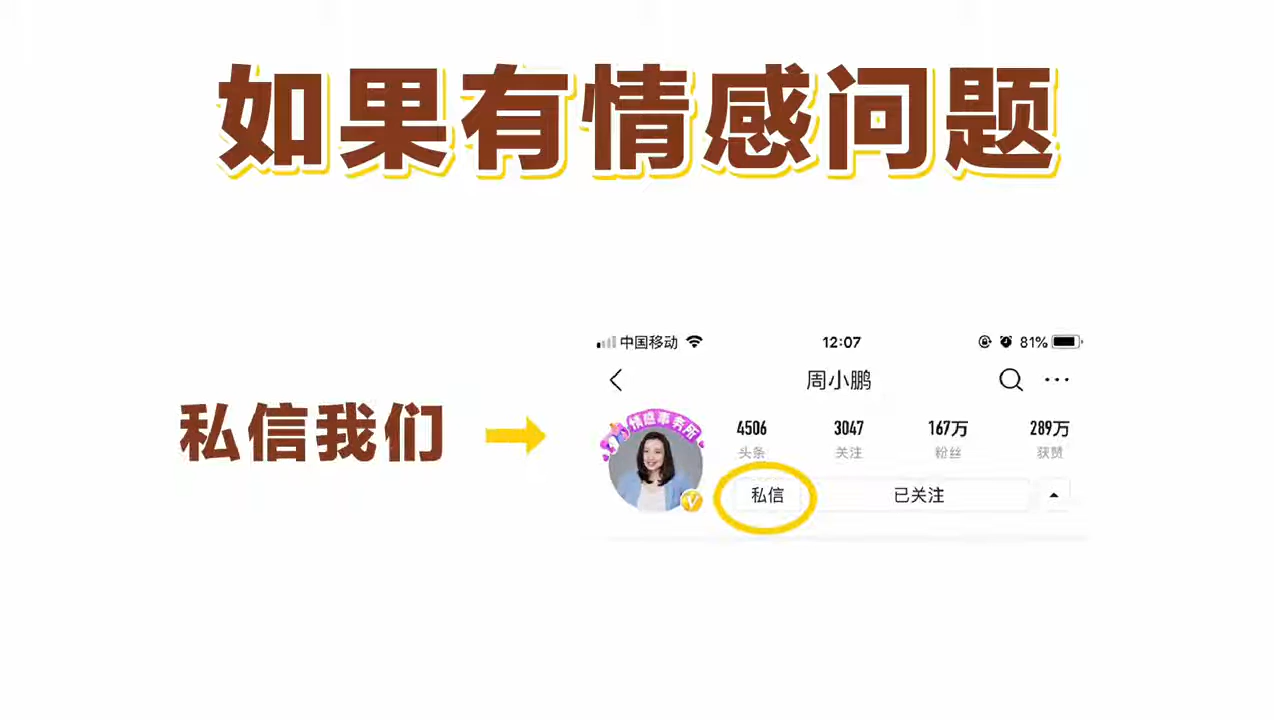 如果有情感问题
私信我们
中国移动 12:07 81%
周小鹏
情感事务所
4506 3047 167万 289万
头条 关注 粉丝 获赞
私信 已关注
V